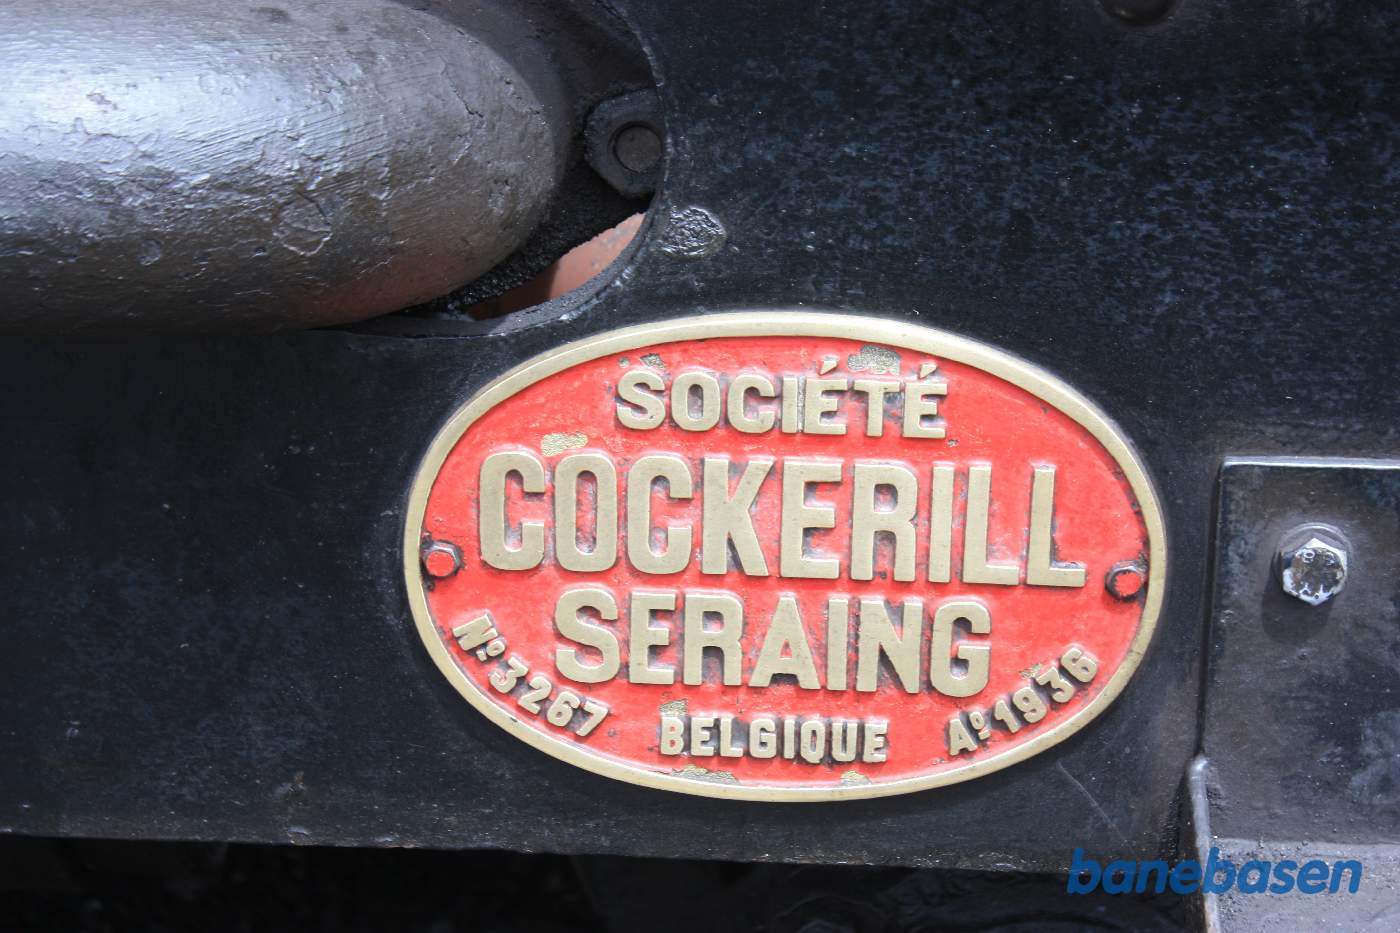 SOCIÉTÉ
COCKERILL
SERAING
Nº 3267
BELGIQUE
Aº 1936
banebasen